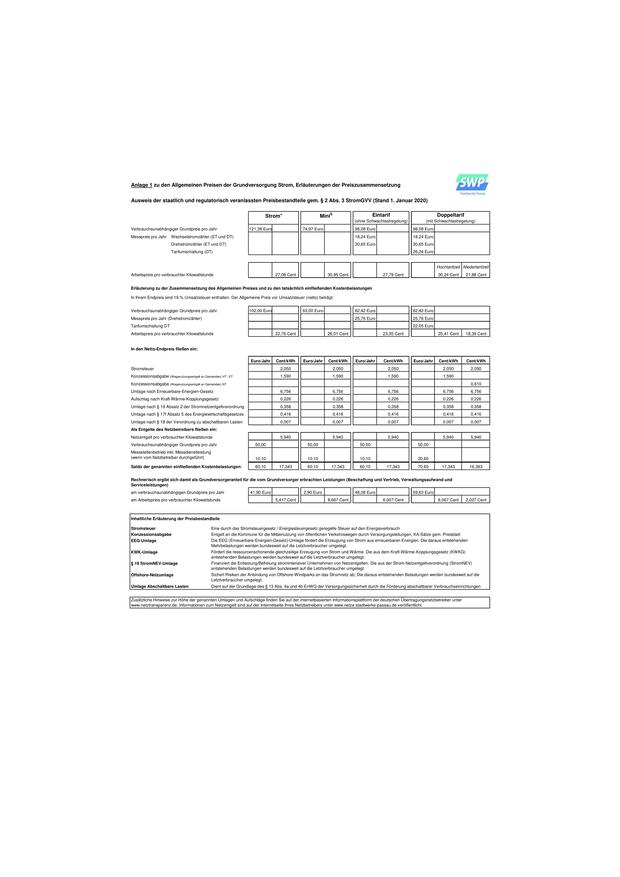 Anlage 1 zu den Allgemeinen Preisen der Grundversorgung Strom, Erläuterungen der Preiszusammensetzung
SWP
Ausweis der staatlich und regulatorisch veranlassten Preisbestandteile gem. § 2 Abs. 3 StromGVV (Stand 1. Januar 2020)
Strom+ Mini Eintarif Doppeltarif
(ohne Schwachlastregelung) (mit Schwachlastregelung)
Verbrauchsunabhängiger Grundpreis pro Jahr 121,38 Euro 74,97 Euro 98,08 Euro 98,08 Euro
Messpreis pro Jahr Wechselstromzähler (ET und DT) 18,24 Euro 18,24 Euro
Drehstromzähler (ET und DT) 30,65 Euro 30,65 Euro
Tarifumschaltung (DT) 26,24 Euro
Hochtarifzeit Niedertarifzeit
Arbeitspreis pro verbrauchter Kilowattstunde 27,08 Cent 30,95 Cent 27,79 Cent 30,24 Cent 21,88 Cent
Erläuterung zu der Zusammensetzung des Allgemeinen Preises und zu den tatsächlich einfließenden Kostenbelastungen
In Ihrem Endpreis sind 19 % Umsatzsteuer enthalten. Der Allgemeine Preis vor Umsatzsteuer (netto) beträgt:
Verbrauchsunabhängiger Grundpreis pro Jahr 102,00 Euro 63,00 Euro 82,42 Euro 82,42 Euro
Messpreis pro Jahr (Drehstromzähler) 25,76 Euro 25,76 Euro
Tarifumschaltung DT 22,05 Euro
Arbeitspreis pro verbrauchter Kilowattstunde 22,76 Cent 26,01 Cent 23,35 Cent 25,41 Cent 18,39 Cent
In den Netto-Endpreis fließen ein:
Euro/Jahr Cent/kWh Euro/Jahr Cent/kWh Euro/Jahr Cent/kWh Euro/Jahr Cent/kWh Cent/kWh
Stromsteuer 2,050 2,050 2,050 2,050 2,050
Konzessionsabgabe HT / ET 1,590 1,590 1,590 1,590
Konzessionsabgabe NT 0,610
Umlage nach Erneuerbare-Energien-Gesetz 6,756 6,756 6,756 6,756 6,756
Aufschlag nach Kraft-Wärme-Kopplungsgesetz 0,226 0,226 0,226 0,226 0,226
Umlage nach § 19 Absatz 2 der Stromnetzentgeltverordnung 0,358 0,358 0,358 0,358 0,358
Umlage nach § 17f Absatz 5 des Energiewirtschaftsgesetzes 0,416 0,416 0,416 0,416 0,416
Umlage nach § 18 der Verordnung zu abschaltbaren Lasten 0,007 0,007 0,007 0,007 0,007
Als Entgelte des Netzbetreibers fließen ein:
Netzentgelt pro verbrauchter Kilowattstunde 5,940 5,940 5,940 5,940 5,940
Verbrauchsunabhängiger Grundpreis pro Jahr 50,00 50,00 50,00 50,00
Messstellenbetrieb inkl. Messdienstleistung
(wenn vom Netzbetreiber durchgeführt) 10,10 10,10 10,10 20,60
Saldo der genannten einfließenden Kostenbelastungen: 60,10 17,343 60,10 17,343 60,10 17,343 70,60 17,343 16,363
Rechnerisch ergibt sich damit als Grundversorgeranteil für die vom Grundversorger erbrachten Leistungen (Beschaffung und Vertrieb, Verwaltungsaufwand und
Serviceleistungen)
am verbrauchsunabhängigen Grundpreis pro Jahr 41,90 Euro 2,90 Euro 48,08 Euro 59,63 Euro
am Arbeitspreis pro verbrauchter Kilowattstunde 5,417 Cent 8,667 Cent 6,007 Cent 8,067 Cent 2,027 Cent
Inhaltliche Erläuterung der Preisbestandteile
Stromsteuer Eine durch das Stromsteuergesetz / Energiesteuergesetz geregelte Steuer auf den Energieverbrauch
Konzessionsabgabe Entgelt an die Kommune für die Mitbenutzung von öffentlichen Verkehrswegen durch Versorgungsleitungen, KA-Sätze gem. Preisblatt
EEG-Umlage Die EEG-(Erneuerbare-Energien-Gesetz)-Umlage fördert die Erzeugung von Strom aus erneuerbaren Energien. Die daraus entstehenden
Mehrbelastungen werden bundesweit auf die Letztverbraucher umgelegt.
KWK-Umlage Fördert die ressourcenschonende gleichzeitige Erzeugung von Strom und Wärme. Die aus dem Kraft-Wärme-Kopplungsgesetz (KWKG)
entstehenden Belastungen werden bundesweit auf die Letztverbraucher umgelegt.
§ 19 StromNEV-Umlage Finanziert die Entlastung/Befreiung stromintensiver Unternehmen von Netzentgelten. Die aus der Strom-Netzentgeltverordnung (StromNEV)
entstehenden Belastungen werden bundesweit auf die Letztverbraucher umgelegt.
Offshore-Netzumlage Sichert Risiken der Anbindung von Offshore Windparks an das Stromnetz ab. Die daraus entstehenden Belastungen werden bundesweit auf die
Letztverbraucher umgelegt.
Umlage Abschaltbare Lasten Dient auf der Grundlage des § 13 Abs. 4a und 4b EnWG der Versorgungssicherheit durch die Förderung abschaltbarer Verbrauchseinrichtungen
Zusätzliche Hinweise zur Höhe der genannten Umlagen und Aufschläge finden Sie auf der internetbasierten Informationsplattform der deutschen Übertragungsnetzbetreiber unter
www.netztransparenz.de. Informationen zum Netzentgelt sind auf der Internetseite Ihres Netzbetreibers unter www.netze.stadtwerke-passau.de veröffentlicht.